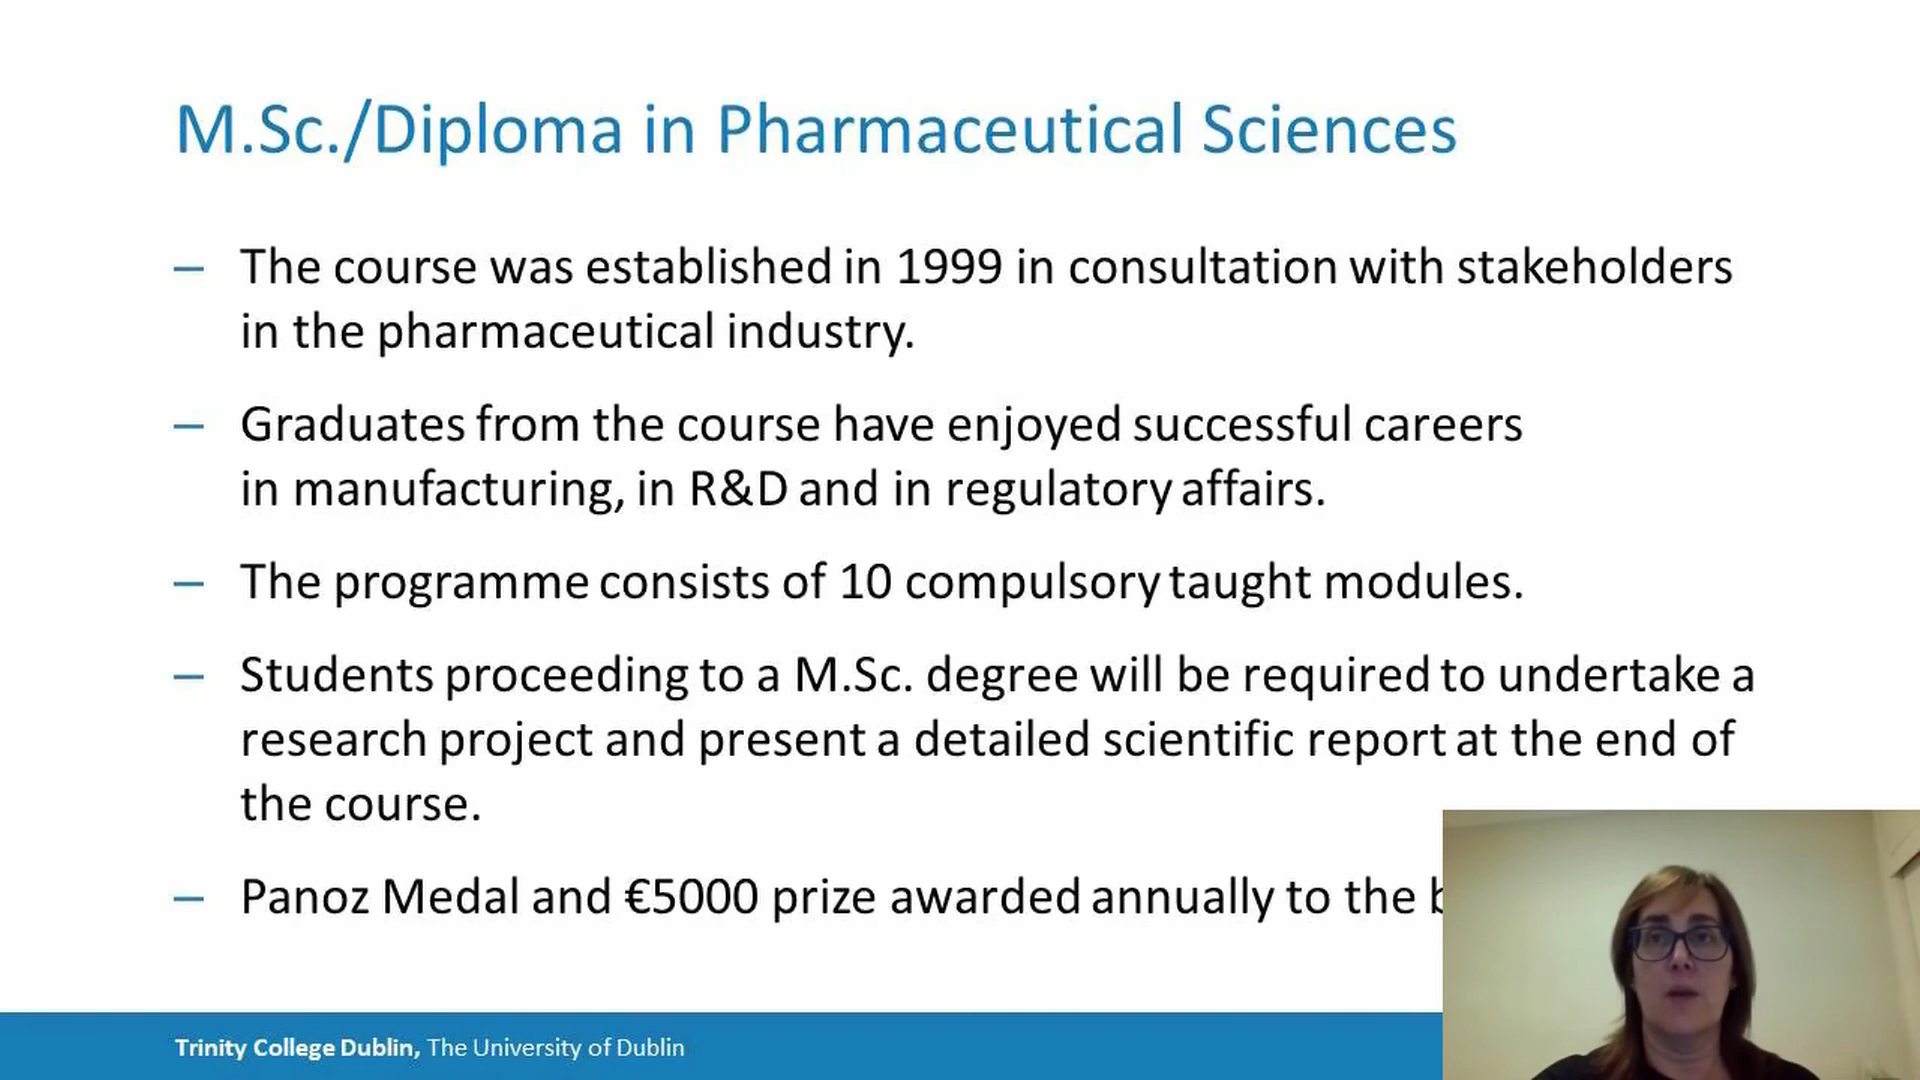 M.Sc./Diploma in Pharmaceutical Sciences
– The course was established in 1999 in consultation with stakeholders
in the pharmaceutical industry.
– Graduates from the course have enjoyed successful careers
in manufacturing, in R&D and in regulatory affairs.
– The programme consists of 10 compulsory taught modules.
– Students proceeding to a M.Sc. degree will be required to undertake a
research project and present a detailed scientific report at the end of
the course.
– Panoz Medal and €5000 prize awarded annually to the
Trinity College Dublin, The University of Dublin